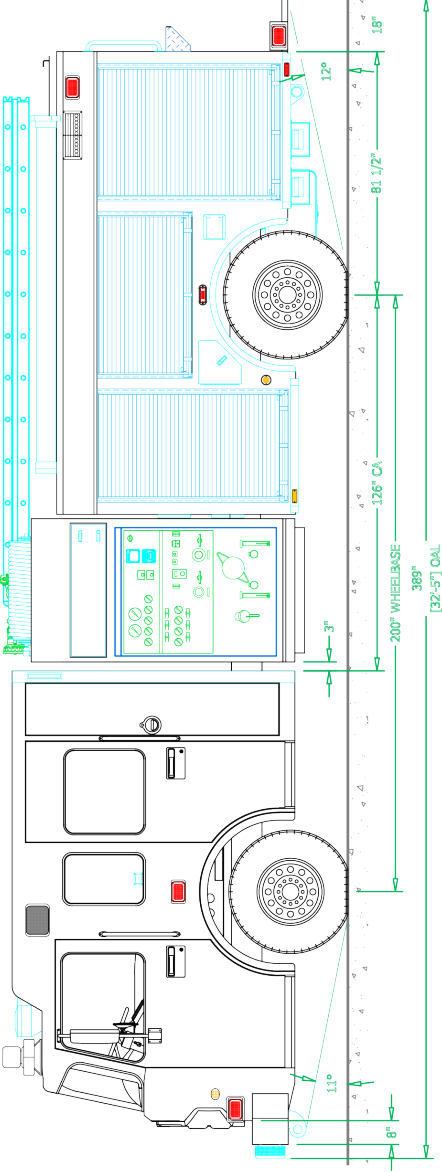 18"
12°
81 1/2"
126" CA
200" WHEELBASE
389"
[32'-5"] OAL
3"
11°
8"